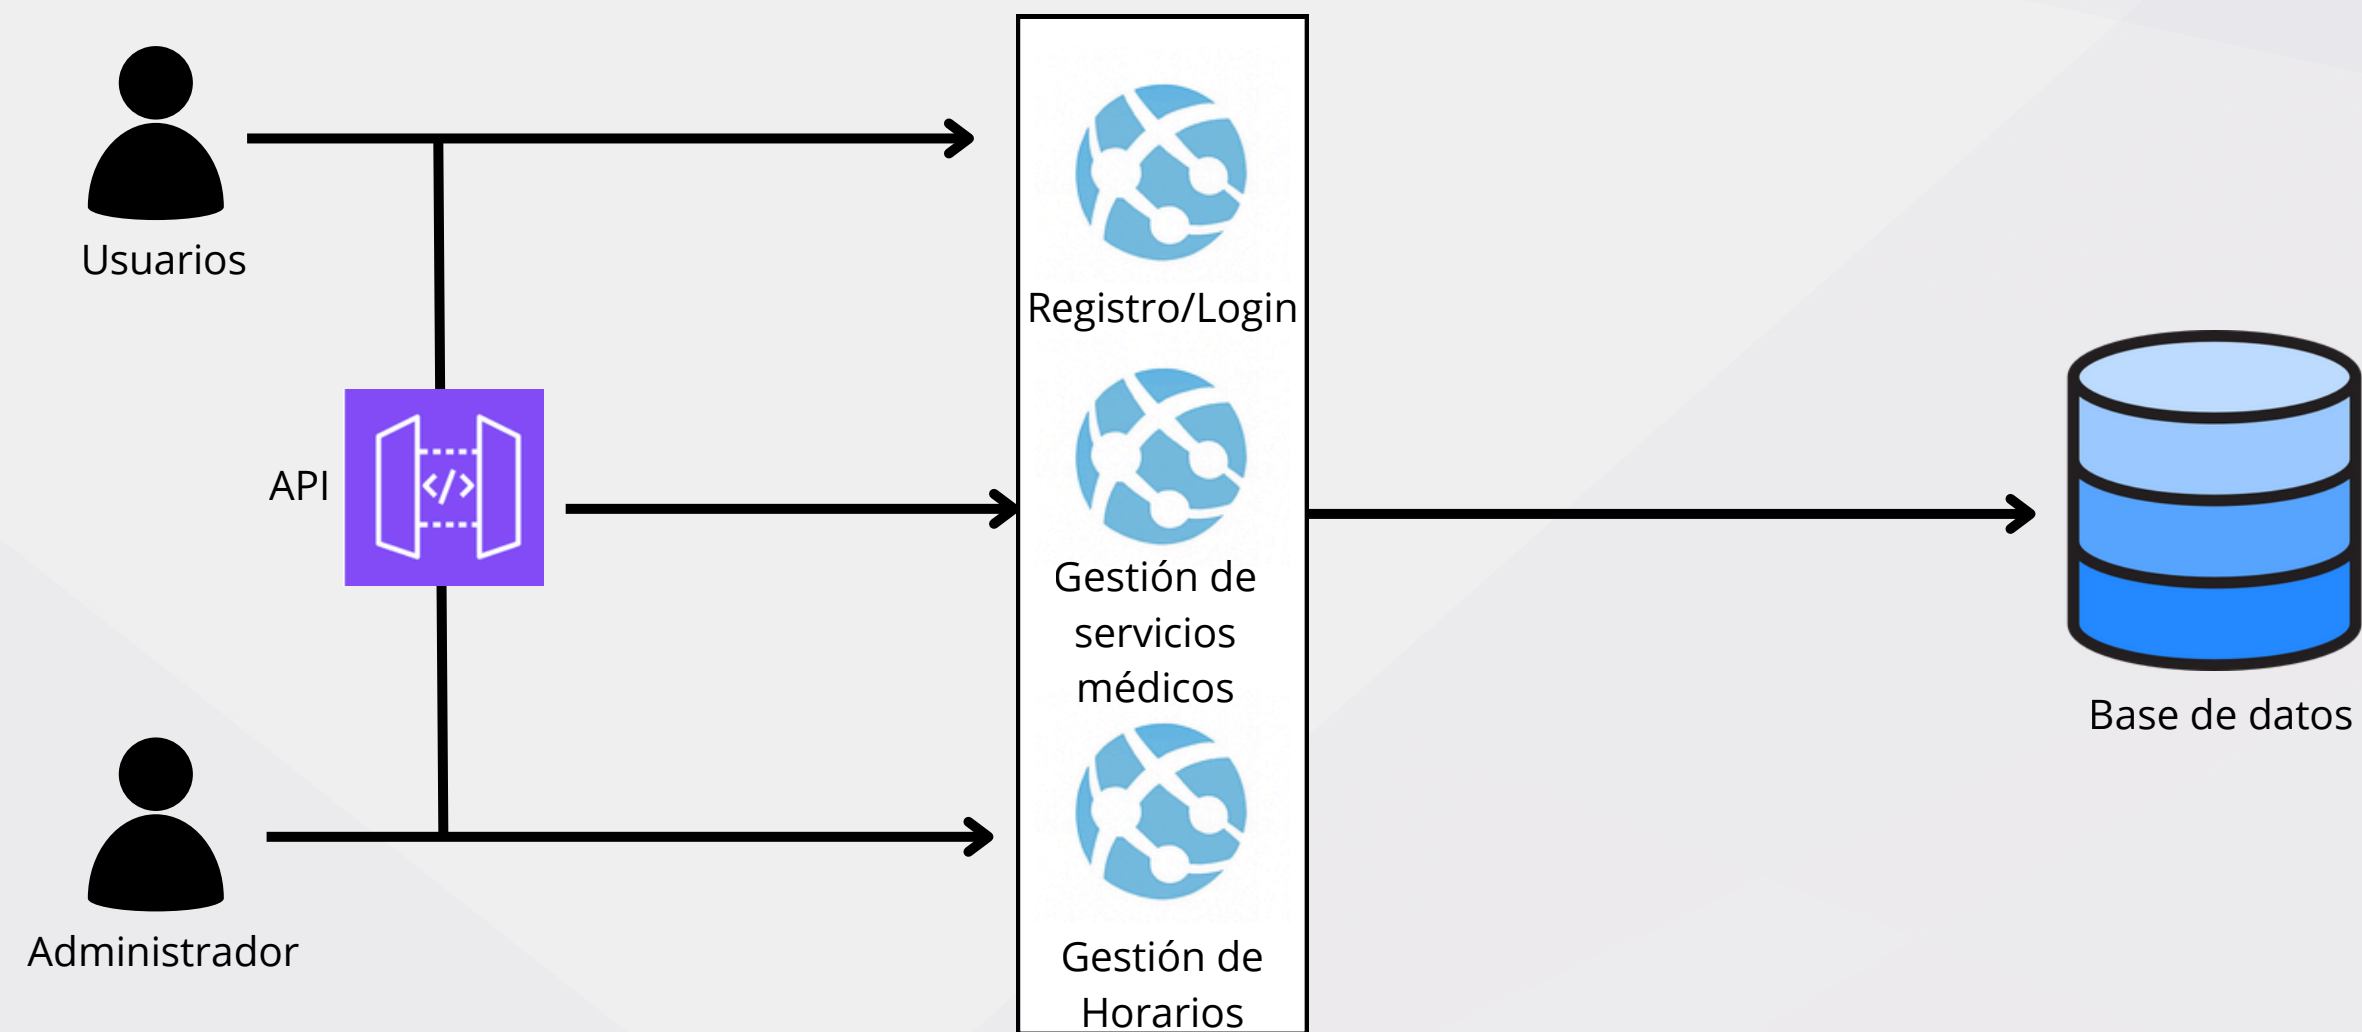 Usuarios
Registro/Login
API
</>
Gestión de
servicios
médicos
Base de datos
Administrador
Gestión de
Horarios